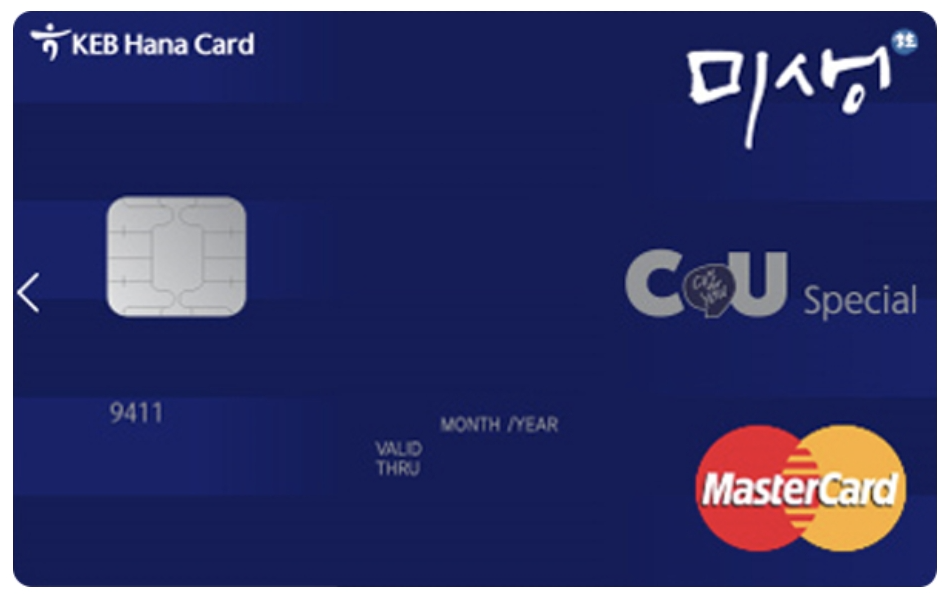 KEB Hana Card
미생
CU Special
9411
MONTH /YEAR
VALID
THRU
MasterCard